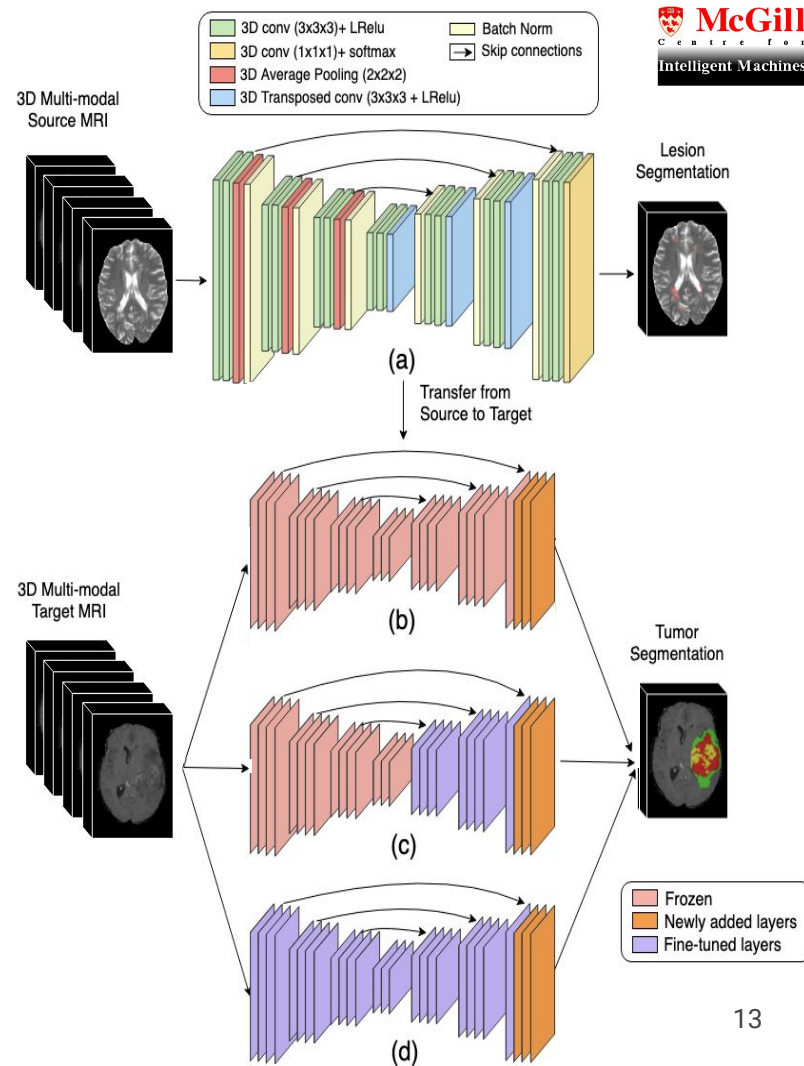 3D conv (3x3x3)+ LRelu
3D conv (1x1x1)+ softmax
3D Average Pooling (2x2x2)
3D Transposed conv (3x3x3 + LRelu)
Batch Norm
Skip connections
McGill
Centre for
Intelligent Machines
3D Multi-modal
Source MRI
Lesion
Segmentation
(a)
Transfer from
Source to Target
(b)
3D Multi-modal
Target MRI
Tumor
Segmentation
(c)
Frozen
Newly added layers
Fine-tuned layers
(d)
13